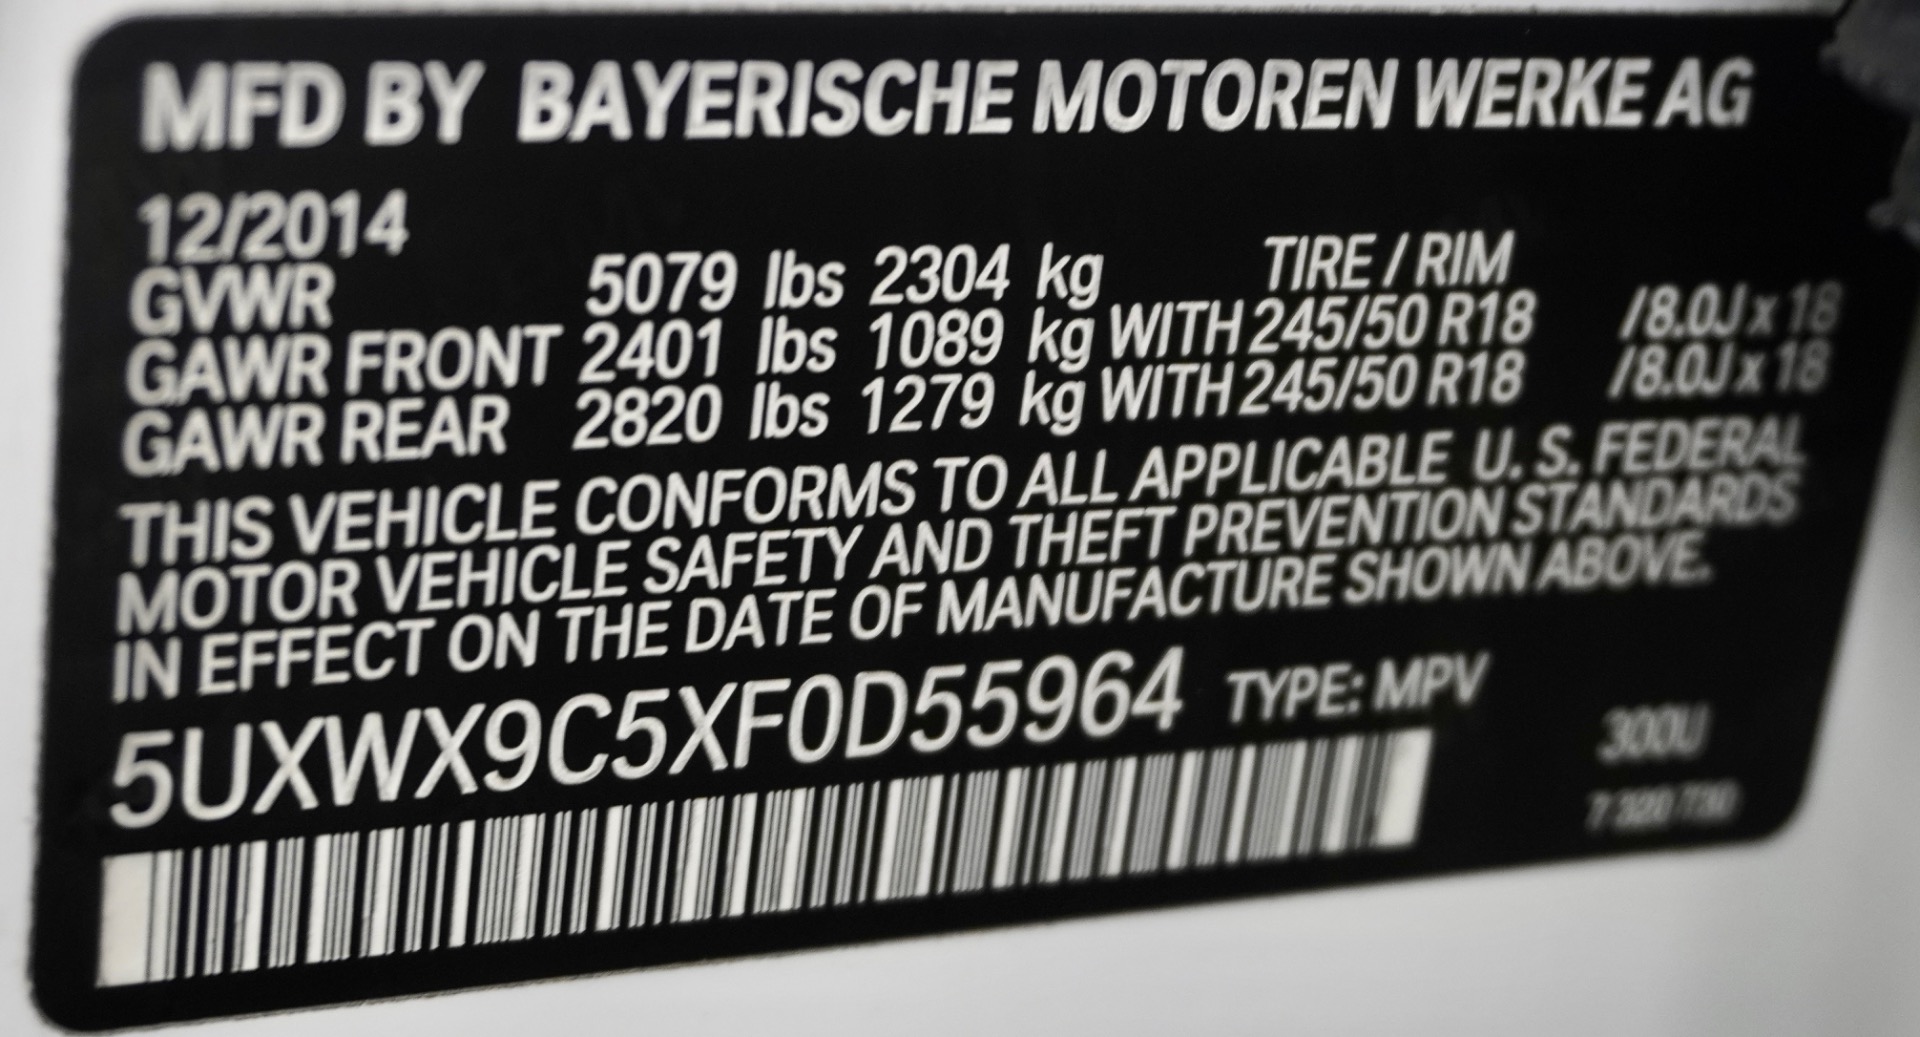 MFD BY BAYERISCHE MOTOREN WERKE AG
12/2014
GVWR 5079 lbs 2304 kg TIRE / RIM
GAWR FRONT 2401 lbs 1089 kg WITH 245/50 R18 /8.0J x 18
GAWR REAR 2820 lbs 1279 kg WITH 245/50 R18 /8.0J x 18
THIS VEHICLE CONFORMS TO ALL APPLICABLE U. S. FEDERAL
MOTOR VEHICLE SAFETY AND THEFT PREVENTION STANDARDS
IN EFFECT ON THE DATE OF MANUFACTURE SHOWN ABOVE.
5UXWX9C5XF0D55964 TYPE: MPV
300U